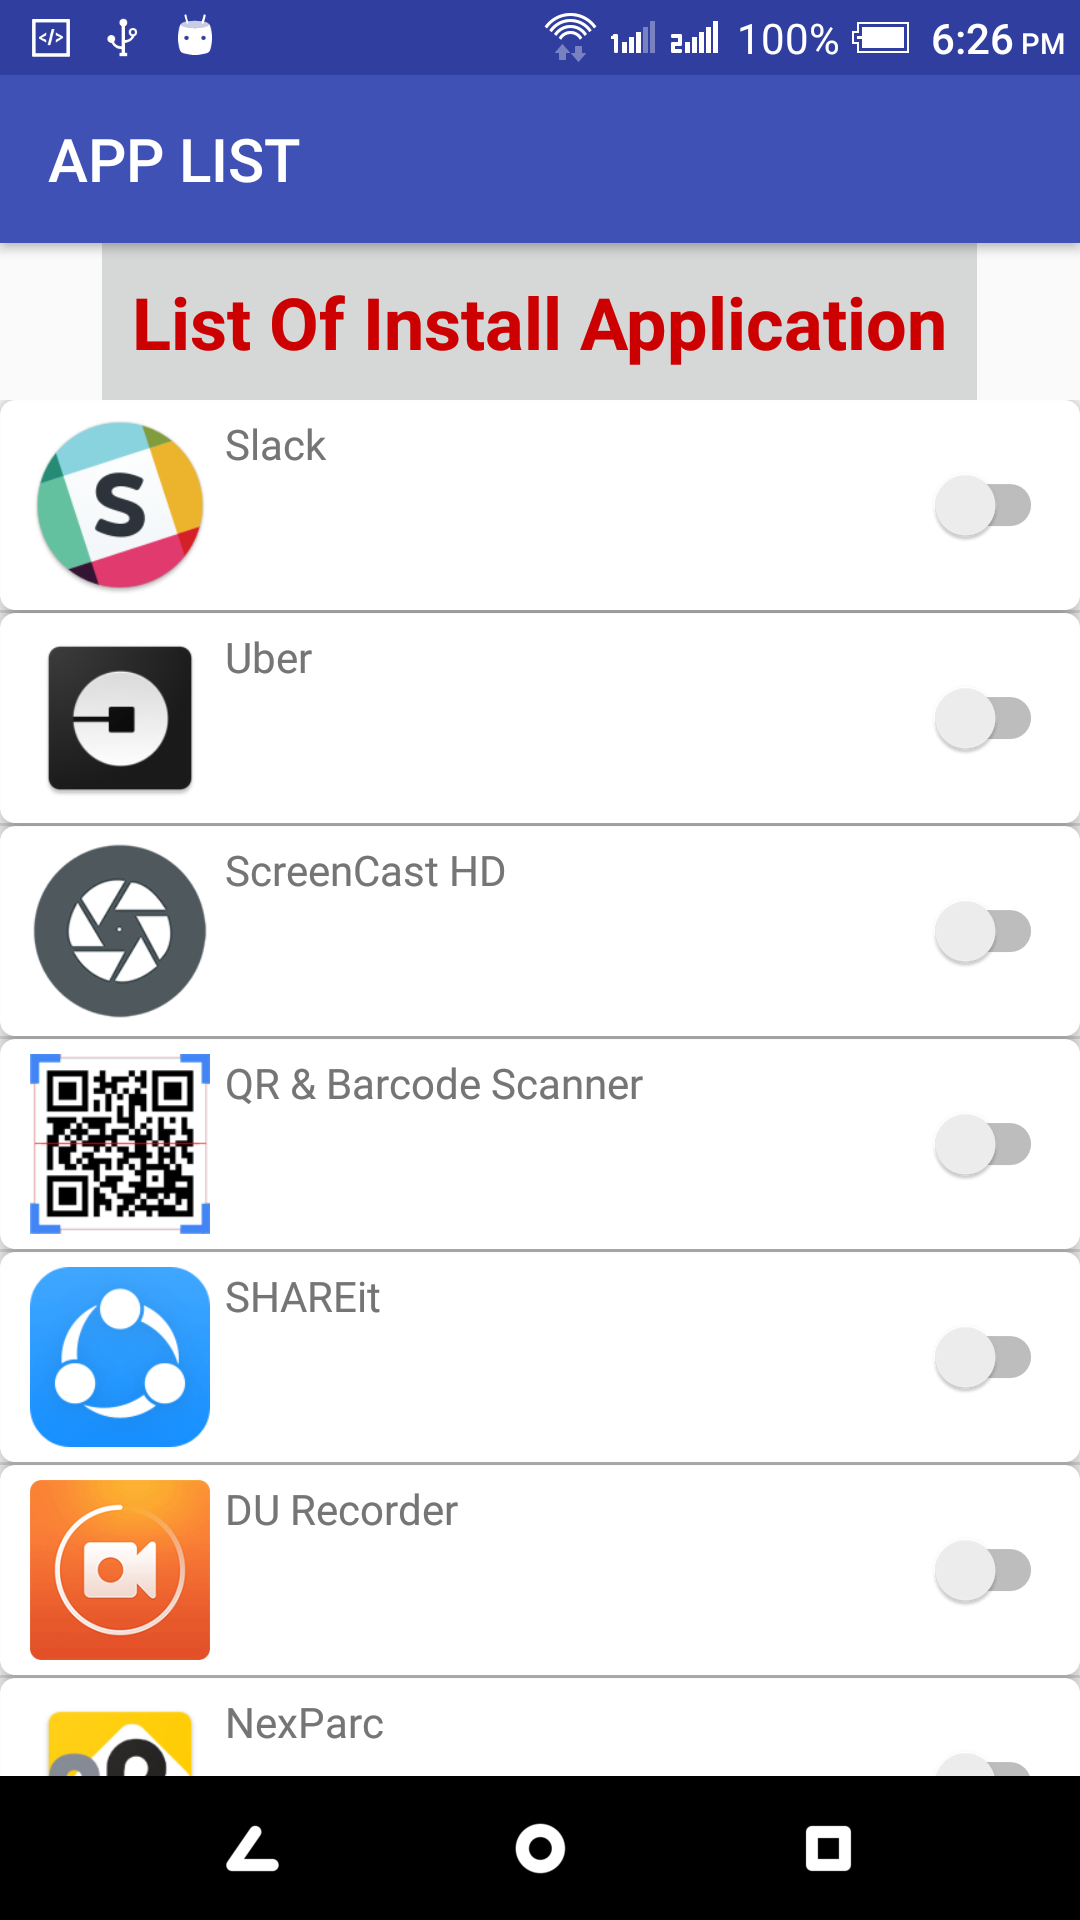 100% 6:26 PM
APP LIST
List Of Install Application
Slack
Uber
ScreenCast HD
QR & Barcode Scanner
SHAREit
DU Recorder
NexParc